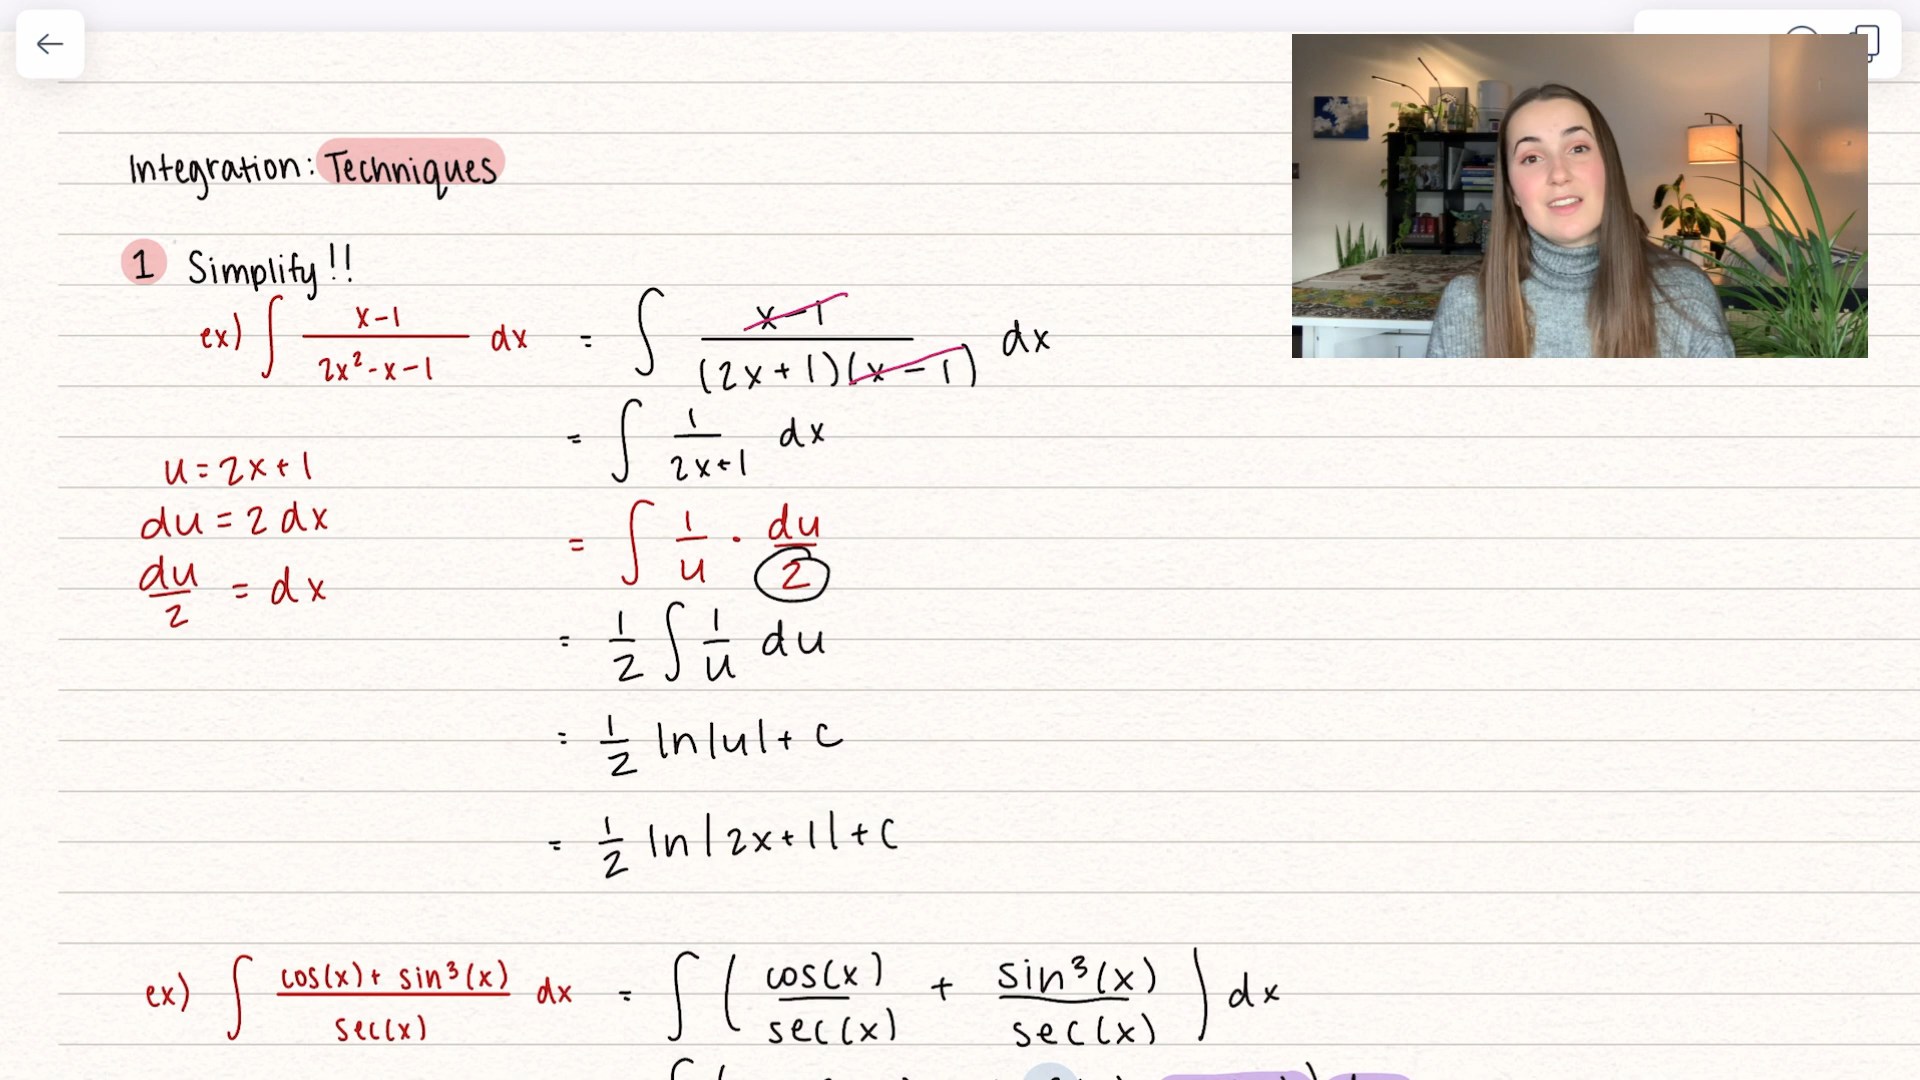 Integration: Techniques
1 Simplify!!
ex) ∫ x-1 / 2x²-x-1 dx = ∫ x-1 / (2x+1)(x-1) dx
= ∫ 1 / 2x+1 dx
u=2x+1
du=2dx
= ∫ 1/u · du/2
du/2 = dx
= 1/2 ∫ 1/u du
= 1/2 ln|u|+ C
= 1/2 ln|2x+1|+C
ex) ∫ cos(x)+ sin³(x) / sec(x) dx = ∫ ( cos(x) / sec(x) + sin³(x) / sec(x) ) dx